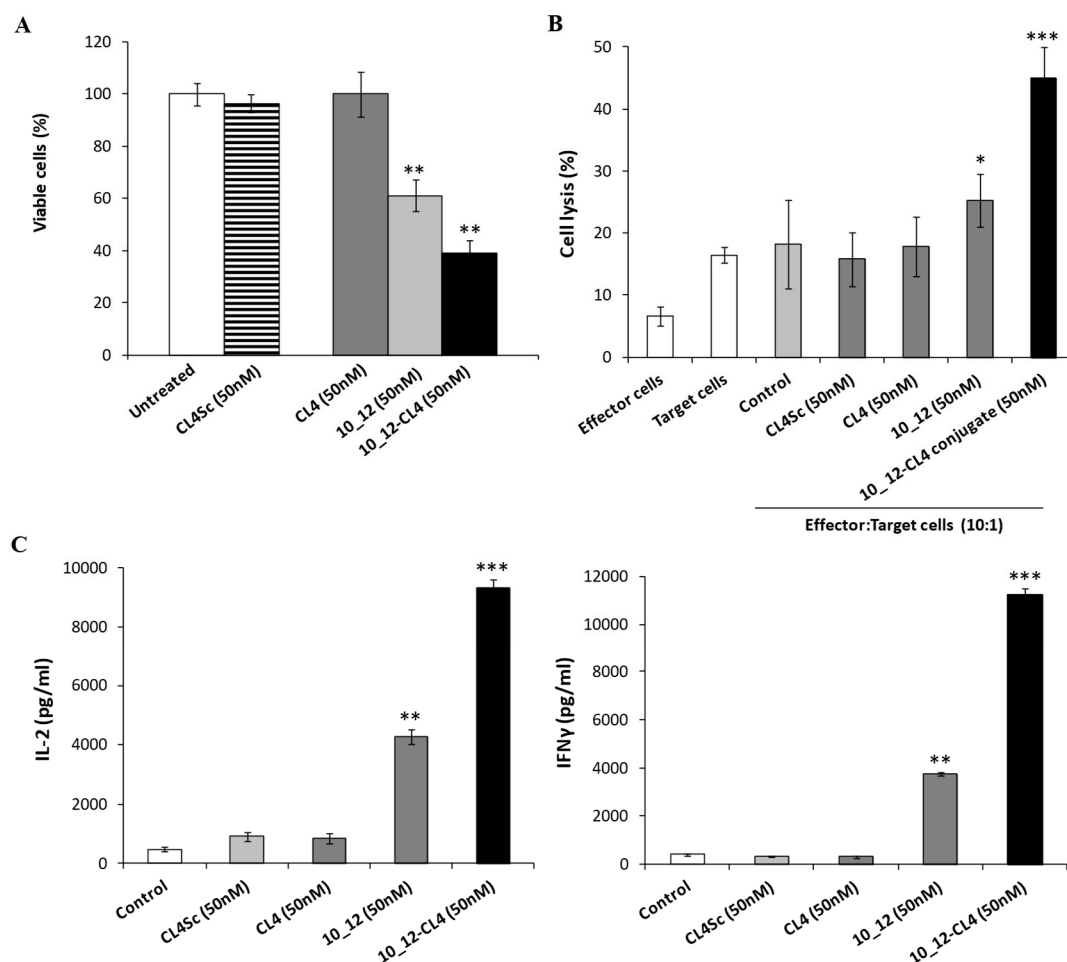 A
Viable cells (%)
120
100
80
60
40
20
0
**
**
Untreated
CL4Sc (50nM)
CL4 (50nM)
10_12 (50nM)
10_12-CL4 (50nM)
B
Cell lysis (%)
50
40
30
20
10
0
*
***
Effector cells
Target cells
Control
CL4Sc (50nM)
CL4 (50nM)
10_12 (50nM)
10_12-CL4 conjugate (50nM)
Effector:Target cells (10:1)
C
IL-2 (pg/ml)
10000
8000
6000
4000
2000
0
**
***
Control
CL4Sc (50nM)
CL4 (50nM)
10_12 (50nM)
10_12-CL4 (50nM)
IFNγ (pg/ml)
12000
10000
8000
6000
4000
2000
0
**
***
Control
CL4Sc (50nM)
CL4 (50nM)
10_12 (50nM)
10_12-CL4 (50nM)